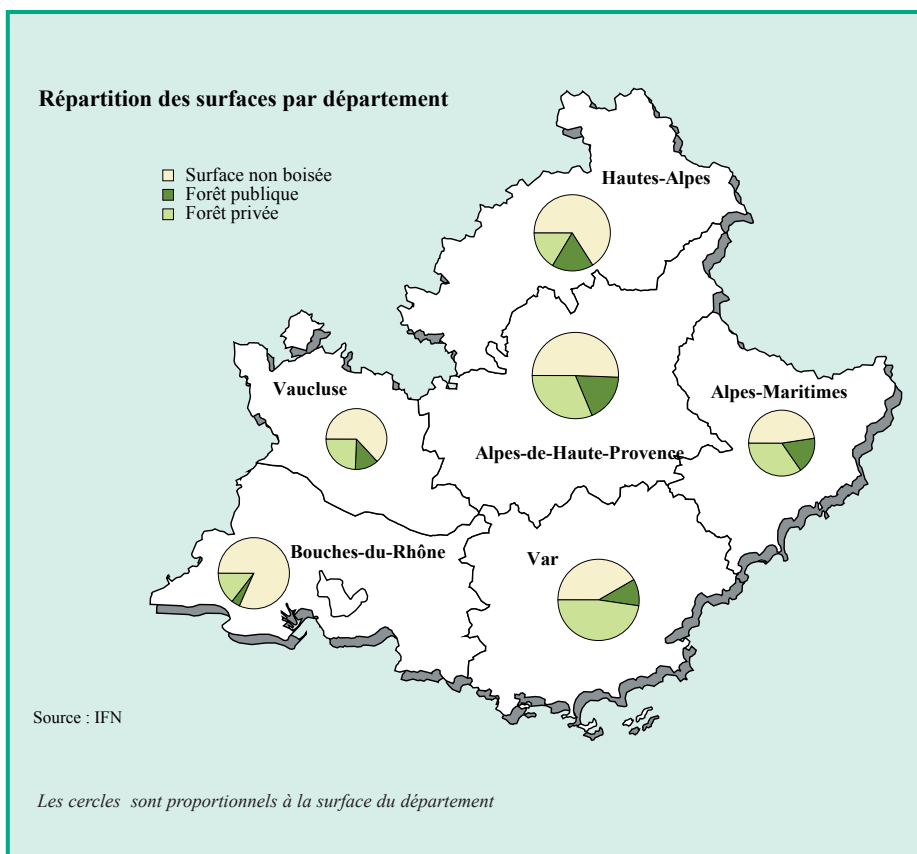 Répartition des surfaces par département
Surface non boisée
Forêt publique
Forêt privée
Hautes-Alpes
Vaucluse
Alpes-Maritimes
Alpes-de-Haute-Provence
Bouches-du-Rhône
Var
Source : IFN
Les cercles sont proportionnels à la surface du département